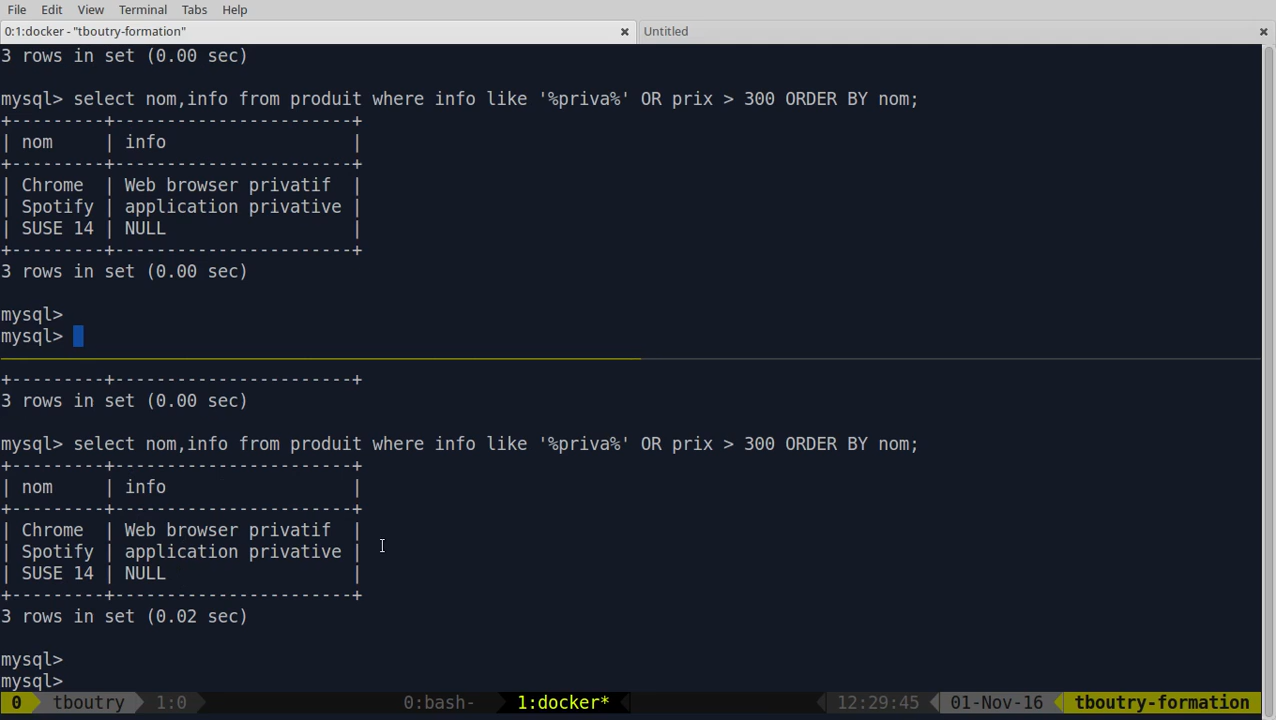 File Edit View Terminal Tabs Help
0:1:docker - "tboutry-formation" × Untitled ×
3 rows in set (0.00 sec)
mysql> select nom,info from produit where info like '%priva%' OR prix > 300 ORDER BY nom;
+---------+-----------------------+
| nom     | info                  |
+---------+-----------------------+
| Chrome  | Web browser privatif  |
| Spotify | application privative |
| SUSE 14 | NULL                  |
+---------+-----------------------+
3 rows in set (0.00 sec)
mysql>
mysql>
+---------+-----------------------+
3 rows in set (0.00 sec)
mysql> select nom,info from produit where info like '%priva%' OR prix > 300 ORDER BY nom;
+---------+-----------------------+
| nom     | info                  |
+---------+-----------------------+
| Chrome  | Web browser privatif  |
| Spotify | application privative |
| SUSE 14 | NULL                  |
+---------+-----------------------+
3 rows in set (0.02 sec)
mysql>
mysql>
0 tboutry 1:0 0:bash- 1:docker* 12:29:45 01-Nov-16 tboutry-formation